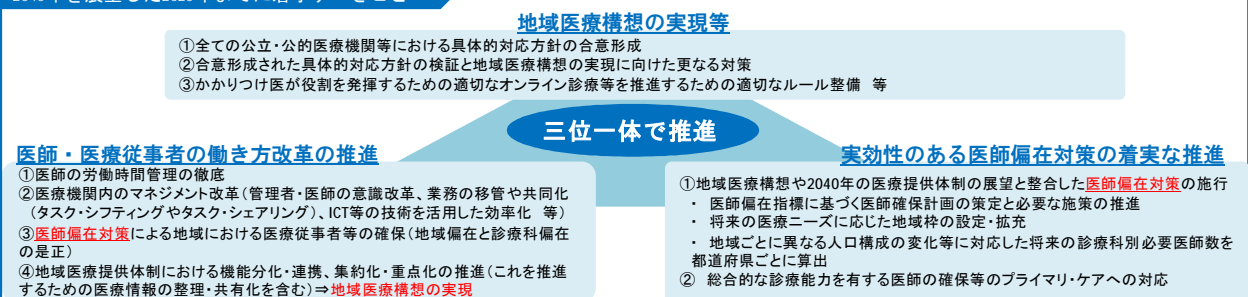 地域医療構想の実現等
①全ての公立・公的医療機関等における具体的対応方針の合意形成
②合意形成された具体的対応方針の検証と地域医療構想の実現に向けた更なる対策
③かかりつけ医が役割を発揮するための適切なオンライン診療等を推進するための適切なルール整備 等
三位一体で推進
医師・医療従事者の働き方改革の推進
①医師の労働時間管理の徹底
②医療機関内のマネジメント改革(管理者・医師の意識改革、業務の移管や共同化
(タスク・シフティングやタスク・シェアリング)、ICT等の技術を活用した効率化 等)
③医師偏在対策による地域における医療従事者等の確保(地域偏在と診療科偏在
の是正)
④地域医療提供体制における機能分化・連携、集約化・重点化の推進(これを推進
するための医療情報の整理・共有化を含む)⇒地域医療構想の実現
実効性のある医師偏在対策の着実な推進
①地域医療構想や2040年の医療提供体制の展望と整合した医師偏在対策の施行
・ 医師偏在指標に基づく医師確保計画の策定と必要な施策の推進
・ 将来の医療ニーズに応じた地域枠の設定・拡充
・ 地域ごとに異なる人口構成の変化等に対応した将来の診療科別必要医師数を
都道府県ごとに算出
② 総合的な診療能力を有する医師の確保等のプライマリ・ケアへの対応